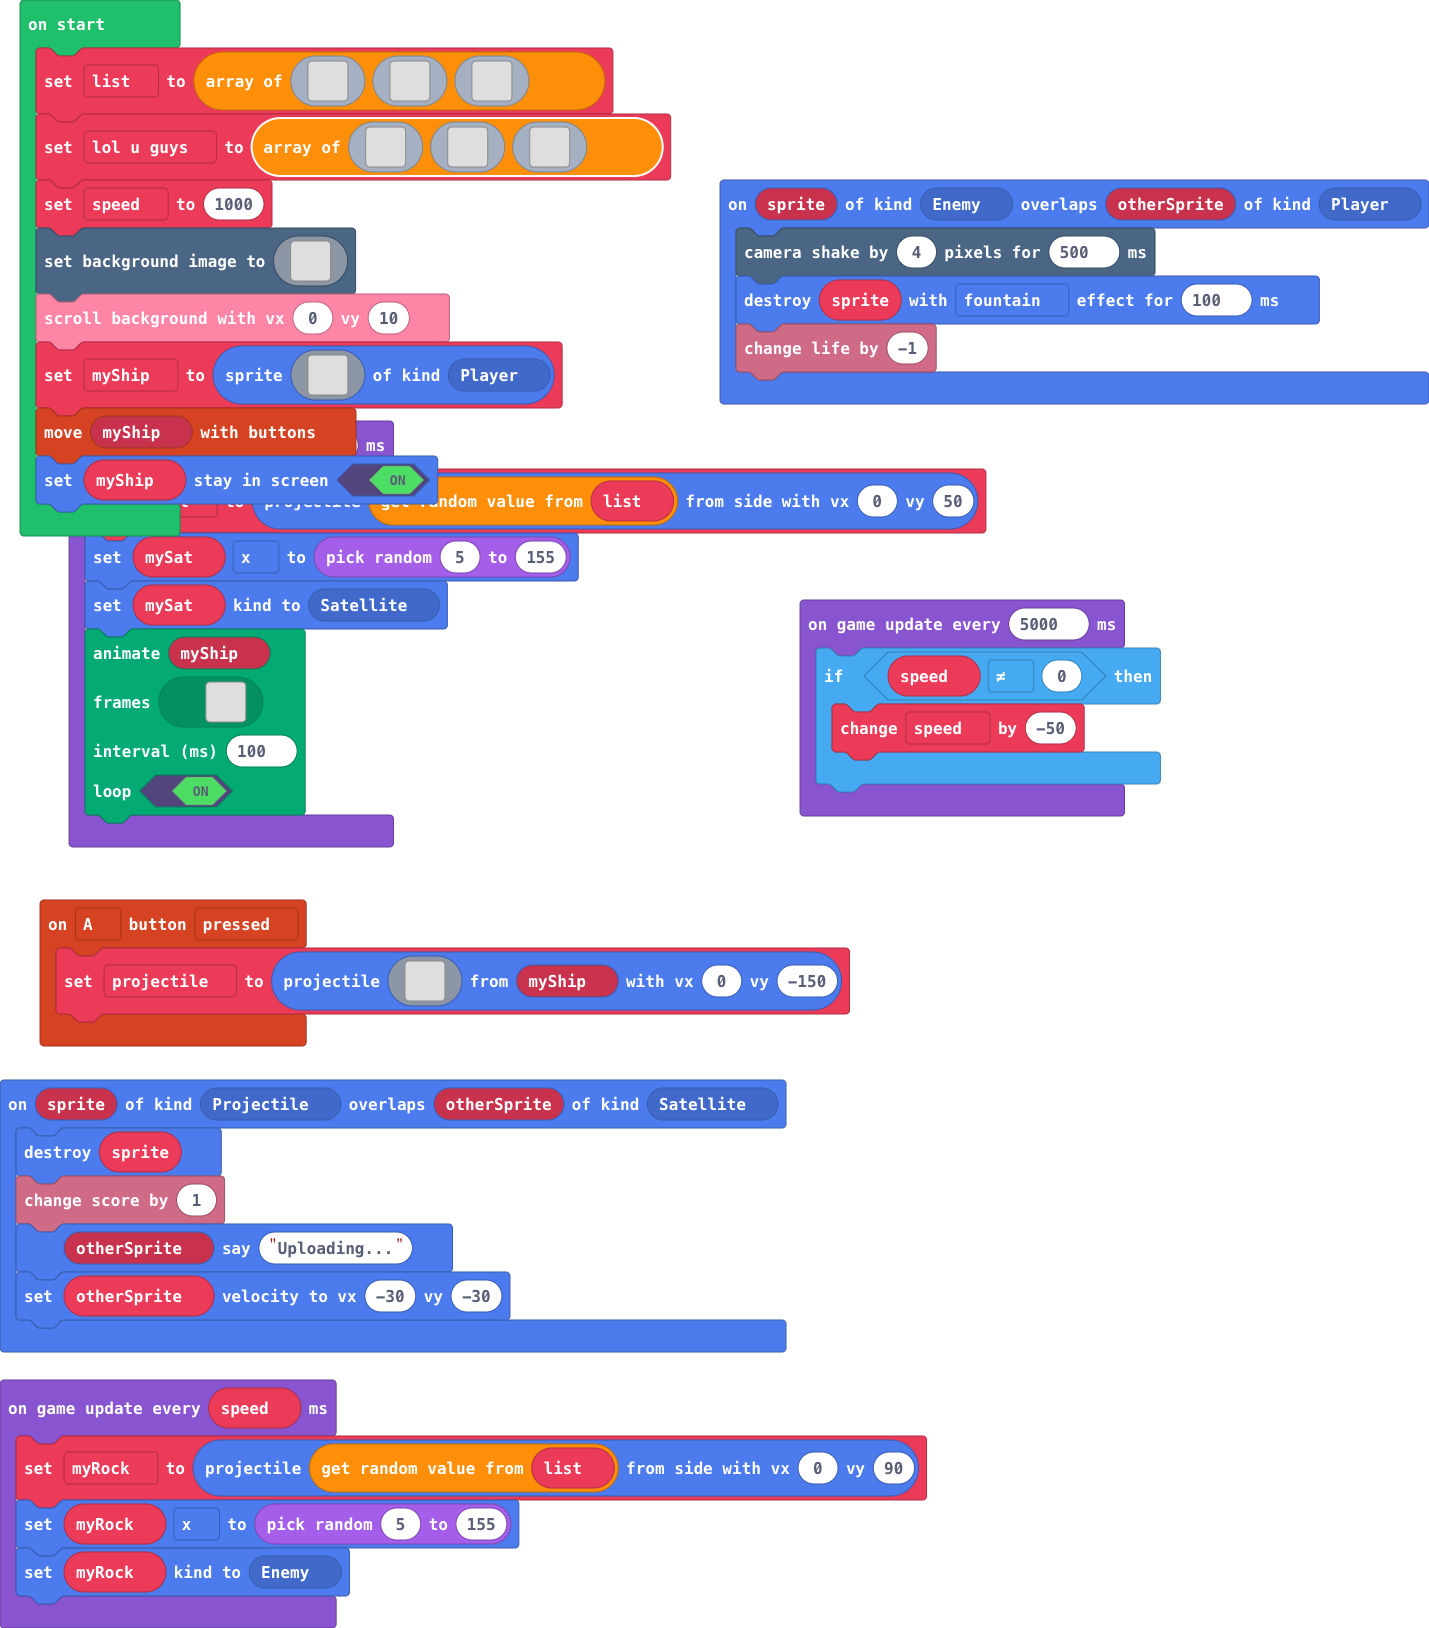 on start
set list to array of
set lol u guys to array of
set speed to 1000
set background image to
scroll background with vx 0 vy 10
set myShip to sprite of kind Player
move myShip with buttons
set myShip stay in screen ON
on sprite of kind Enemy overlaps otherSprite of kind Player
camera shake by 4 pixels for 500 ms
destroy sprite with fountain effect for 100 ms
change life by −1
ms
random value from list from side with vx 0 vy 50
set mySat x to pick random 5 to 155
set mySat kind to Satellite
animate myShip
frames
interval (ms) 100
loop ON
on game update every 5000 ms
if speed ≠ 0 then
change speed by −50
on A button pressed
set projectile to projectile from myShip with vx 0 vy −150
on sprite of kind Projectile overlaps otherSprite of kind Satellite
destroy sprite
change score by 1
otherSprite say "Uploading..."
set otherSprite velocity to vx −30 vy −30
on game update every speed ms
set myRock to projectile get random value from list from side with vx 0 vy 90
set myRock x to pick random 5 to 155
set myRock kind to Enemy